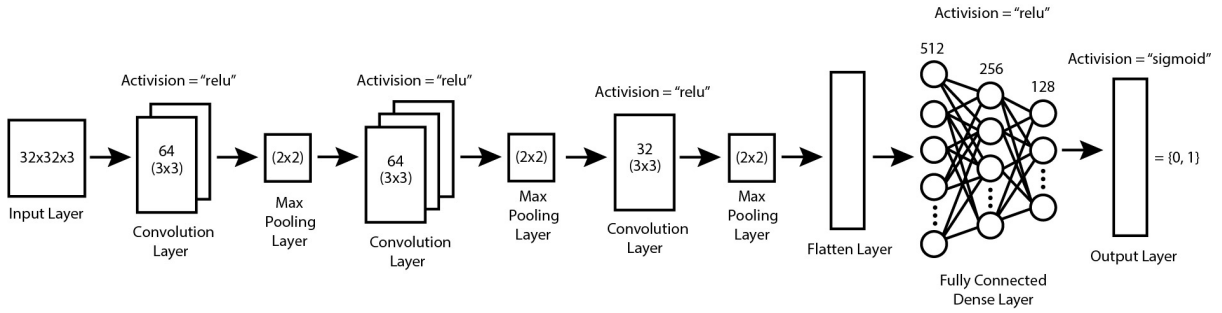 32x32x3
Input Layer
Activision = “relu”
64
(3x3)
Convolution
Layer
(2x2)
Max
Pooling
Layer
Activision = “relu”
64
(3x3)
Convolution
Layer
(2x2)
Max
Pooling
Layer
Activision = “relu”
32
(3x3)
Convolution
Layer
(2x2)
Max
Pooling
Layer
Flatten Layer
Activision = “relu”
512
256
128
Fully Connected
Dense Layer
Activision = “sigmoid”
= {0, 1}
Output Layer